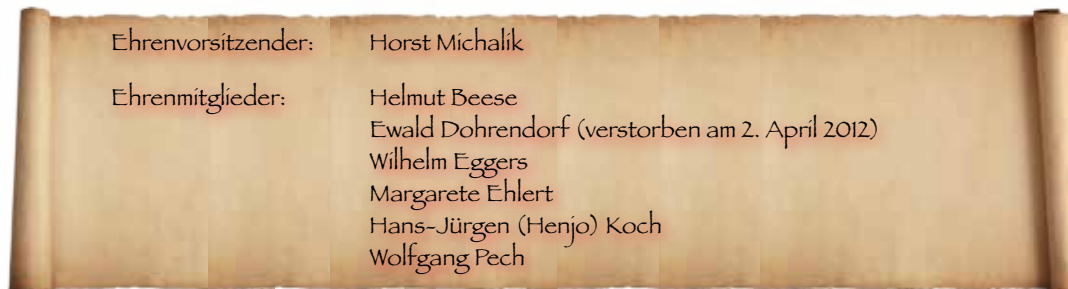 Ehrenvorsitzender: Horst Michalik
Ehrenmitglieder: Helmut Beese
Ewald Dohrendorf (verstorben am 2. April 2012)
Wilhelm Eggers
Margarete Ehlert
Hans-Jürgen (Henjo) Koch
Wolfgang Pech